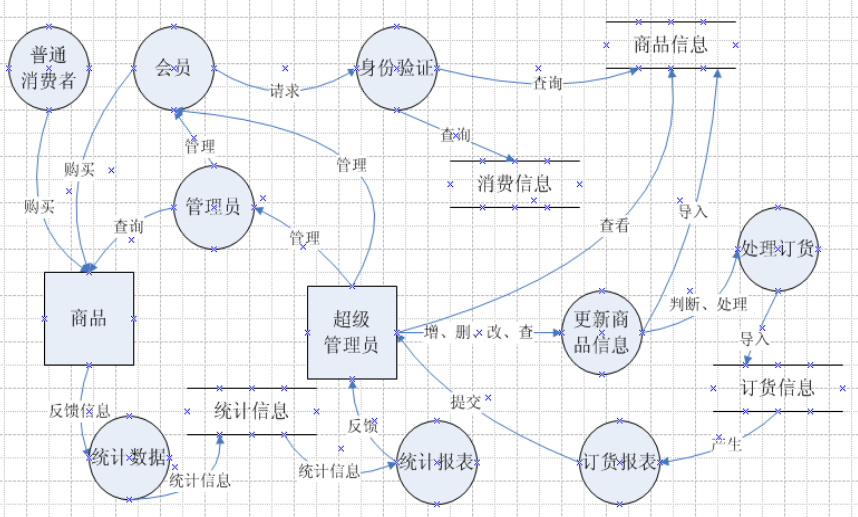 普通
消费者
会员
身份验证
商品信息
请求
查询
购买
管理
管理
查询
消费信息
购买
管理员
查询
管理
查看
导入
处理订货
商品
超级
管理员
增、删、改、查
更新商
品信息
判断、处理
导入
反馈信息
统计信息
提交
订货信息
反馈
产生
统计数据
统计信息
统计信息
统计报表
订货报表